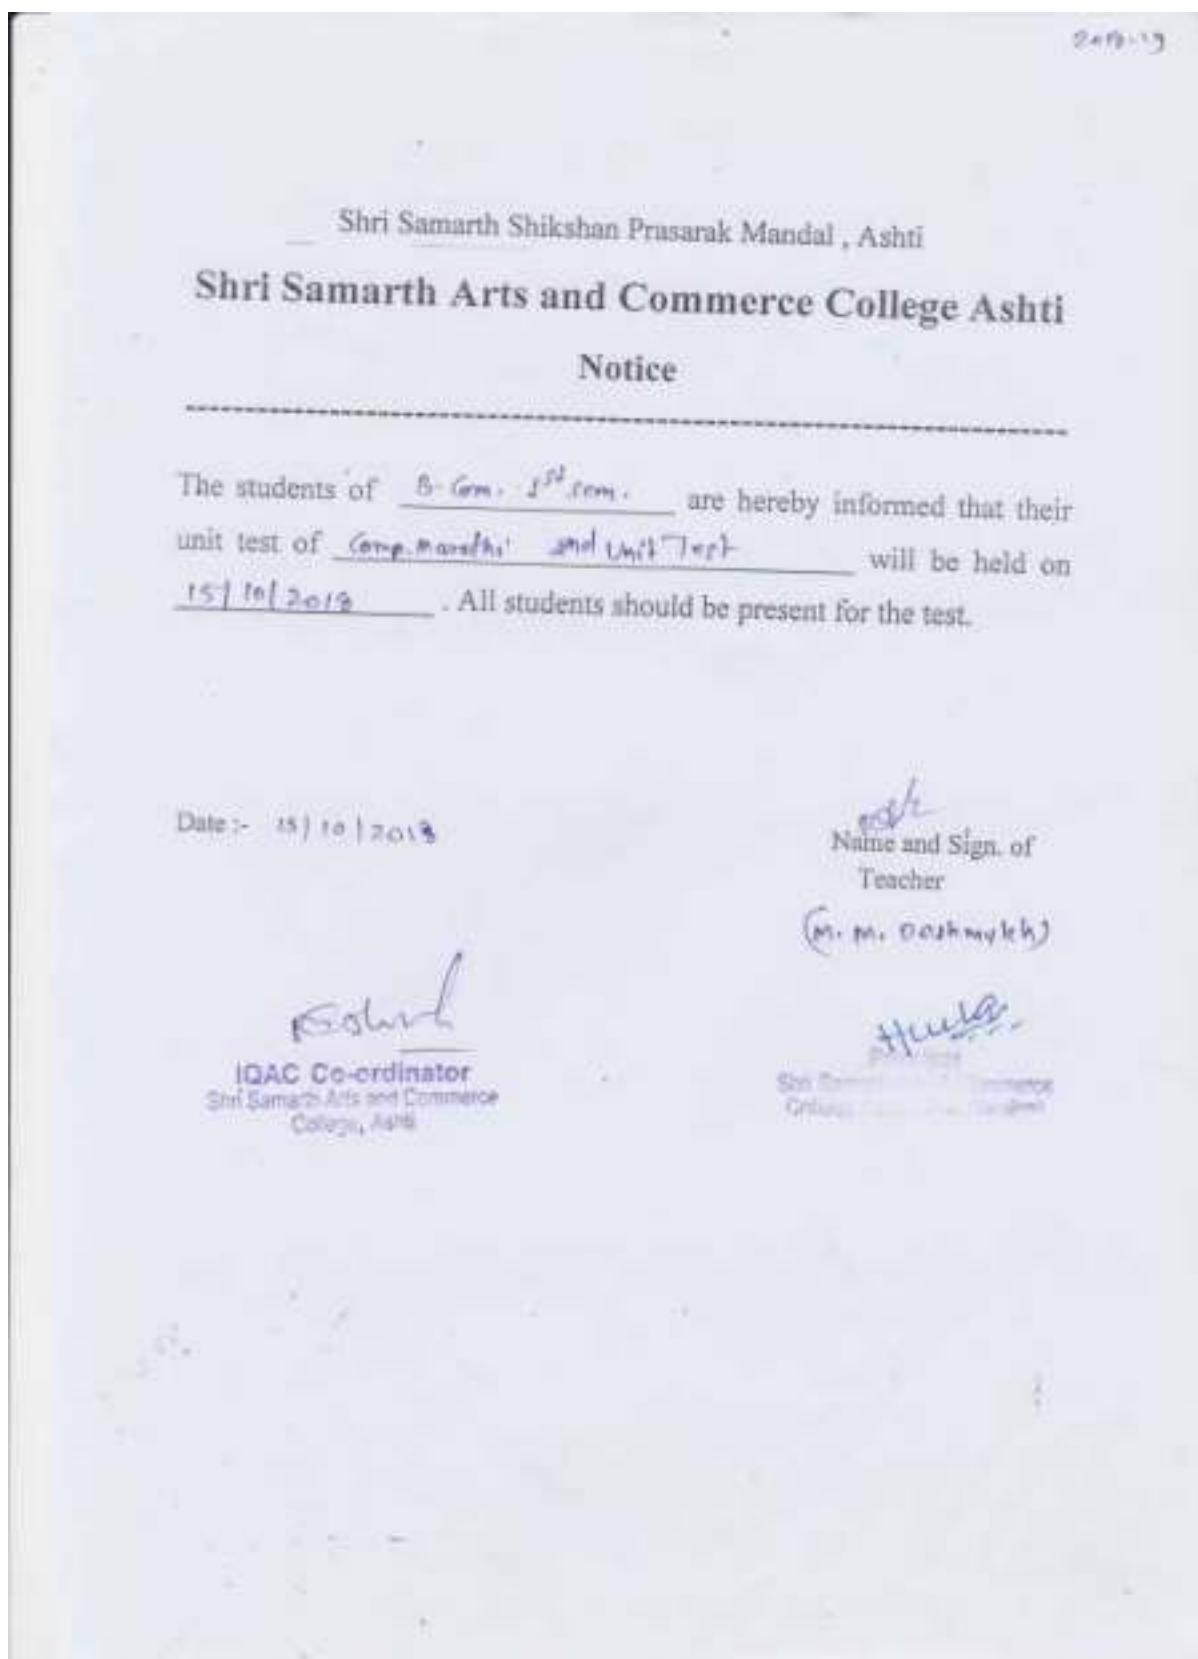 2018-19
Shri Samarth Shikshan Prasarak Mandal , Ashti
Shri Samarth Arts and Commerce College Ashti
Notice
The students of B.Com. 1st sem. are hereby informed that their
unit test of Comp. Marathi 2nd Unit Test will be held on
15/10/2018 . All students should be present for the test.
Date :- 15/10/2018
Name and Sign. of
Teacher
(M. M. Deshmukh)
IQAC Co-ordinator
Shri Samarth Arts and Commerce
College, Ashti
Shri
College